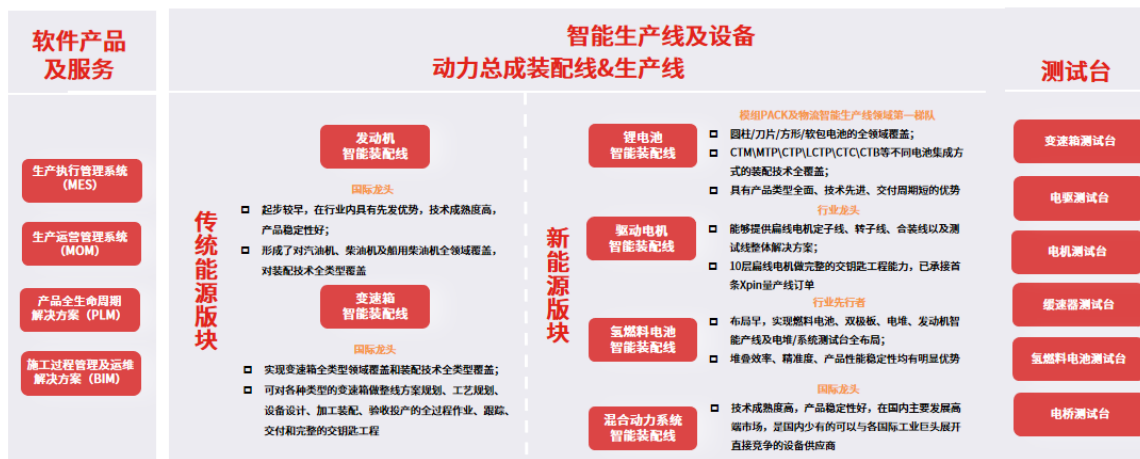 软件产品
及服务
生产执行管理系统
（MES）
生产运营管理系统
（MOM）
产品全生命周期
解决方案（PLM）
施工过程管理及运维
解决方案（BIM）
智能生产线及设备
动力总成装配线&生产线
传统能源版块
发动机
智能装配线
国际龙头
起步较早，在行业内具有先发优势，技术成熟度高，
产品稳定性好；
形成了对汽油机、柴油机及船用柴油机全领域覆盖，
对装配技术全类型覆盖
变速箱
智能装配线
国际龙头
实现变速箱全类型领域覆盖和装配技术全类型覆盖；
可对各种类型的变速箱做整线方案规划、工艺规划、
设备设计、加工装配、验收投产的全过程作业、跟踪、
交付和完整的交钥匙工程
新能源版块
锂电池
智能装配线
模组PACK及物流智能生产线领域第一梯队
圆柱/刀片/方形/软包电池的全领域覆盖；
CTM\MTP\CTP\LCTP\CTC\CTB等不同电池集成方
式的装配技术全覆盖；
具有产品类型全面、技术先进、交付周期短的优势
驱动电机
智能装配线
行业龙头
能够提供扁线电机定子线、转子线、合装线以及测
试线整体解决方案；
10层扁线电机做完整的交钥匙工程能力，已承接首
条Xpin量产线订单
氢燃料电池
智能装配线
行业先行者
布局早，实现燃料电池、双极板、电堆、发动机智
能产线及电堆/系统测试台全布局；
堆叠效率、精准度、产品性能稳定性均有明显优势
混合动力系统
智能装配线
国际龙头
技术成熟度高，产品稳定性好，在国内主要发展高
端市场，是国内少有的可以与各国际工业巨头展开
直接竞争的设备供应商
测试台
变速箱测试台
电驱测试台
电机测试台
缓速器测试台
氢燃料电池测试台
电桥测试台